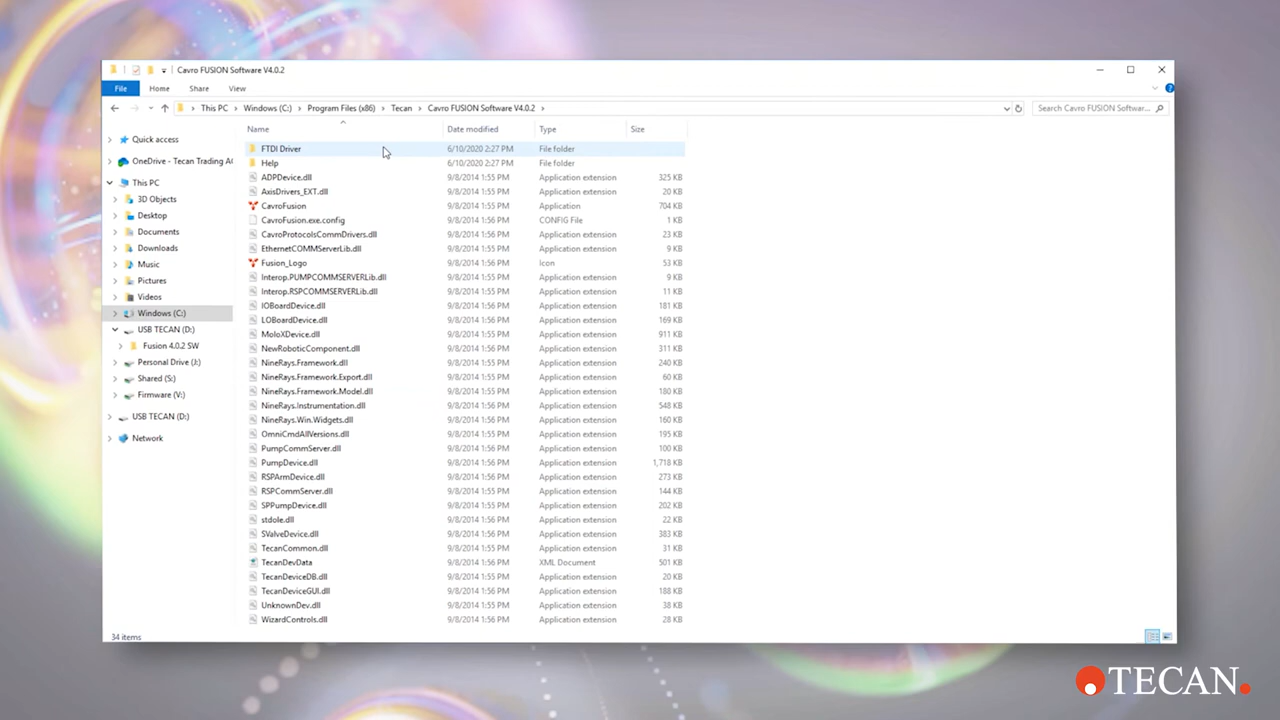 Cavro FUSION Software V4.0.2
File Home Share View
This PC Windows (C:) Program Files (x86) Tecan Cavro FUSION Software V4.0.2
Search Cavro FUSION Softwar...
Name Date modified Type Size
Quick access
OneDrive - Tecan Trading AG
This PC
3D Objects
Desktop
Documents
Downloads
Music
Pictures
Videos
Windows (C:)
USB TECAN (D:)
Fusion 4.0.2 SW
Personal Drive (J:)
Shared (S:)
Firmware (V:)
USB TECAN (D:)
Network
FTDI Driver 6/10/2020 2:27 PM File folder
Help 6/10/2020 2:27 PM File folder
ADPDevice.dll 9/8/2014 1:55 PM Application extension 325 KB
AxisDrivers_EXT.dll 9/8/2014 1:55 PM Application extension 20 KB
CavroFusion 9/8/2014 1:55 PM Application 704 KB
CavroFusion.exe.config 9/8/2014 1:56 PM CONFIG File 1 KB
CavroProtocolsCommDrivers.dll 9/8/2014 1:56 PM Application extension 23 KB
EthernetCOMMServerLib.dll 9/8/2014 1:56 PM Application extension 9 KB
Fusion_Logo 9/8/2014 1:56 PM Icon 53 KB
Interop.PUMPCOMMSERVERLib.dll 9/8/2014 1:55 PM Application extension 9 KB
Interop.RSPCOMMSERVERLib.dll 9/8/2014 1:55 PM Application extension 11 KB
IOBoardDevice.dll 9/8/2014 1:55 PM Application extension 181 KB
LOBoardDevice.dll 9/8/2014 1:55 PM Application extension 169 KB
MoloXDevice.dll 9/8/2014 1:55 PM Application extension 911 KB
NewRoboticComponent.dll 9/8/2014 1:56 PM Application extension 311 KB
NineRays.Framework.dll 9/8/2014 1:55 PM Application extension 240 KB
NineRays.Framework.Export.dll 9/8/2014 1:55 PM Application extension 60 KB
NineRays.Framework.Model.dll 9/8/2014 1:55 PM Application extension 180 KB
NineRays.Instrumentation.dll 9/8/2014 1:56 PM Application extension 548 KB
NineRays.Win.Widgets.dll 9/8/2014 1:56 PM Application extension 160 KB
OmniCmdAllVersions.dll 9/8/2014 1:56 PM Application extension 195 KB
PumpCommServer.dll 9/8/2014 1:56 PM Application extension 100 KB
PumpDevice.dll 9/8/2014 1:55 PM Application extension 1,718 KB
RSPArmDevice.dll 9/8/2014 1:55 PM Application extension 273 KB
RSPCommServer.dll 9/8/2014 1:56 PM Application extension 144 KB
SPPumpDevice.dll 9/8/2014 1:55 PM Application extension 202 KB
stdole.dll 9/8/2014 1:56 PM Application extension 22 KB
SValveDevice.dll 9/8/2014 1:56 PM Application extension 383 KB
TecanCommon.dll 9/8/2014 1:55 PM Application extension 31 KB
TecanDevData 9/8/2014 1:56 PM XML Document 501 KB
TecanDeviceDB.dll 9/8/2014 1:55 PM Application extension 20 KB
TecanDeviceGUI.dll 9/8/2014 1:56 PM Application extension 188 KB
UnknownDev.dll 9/8/2014 1:55 PM Application extension 38 KB
WizardControls.dll 9/8/2014 1:56 PM Application extension 28 KB
34 items
TECAN.